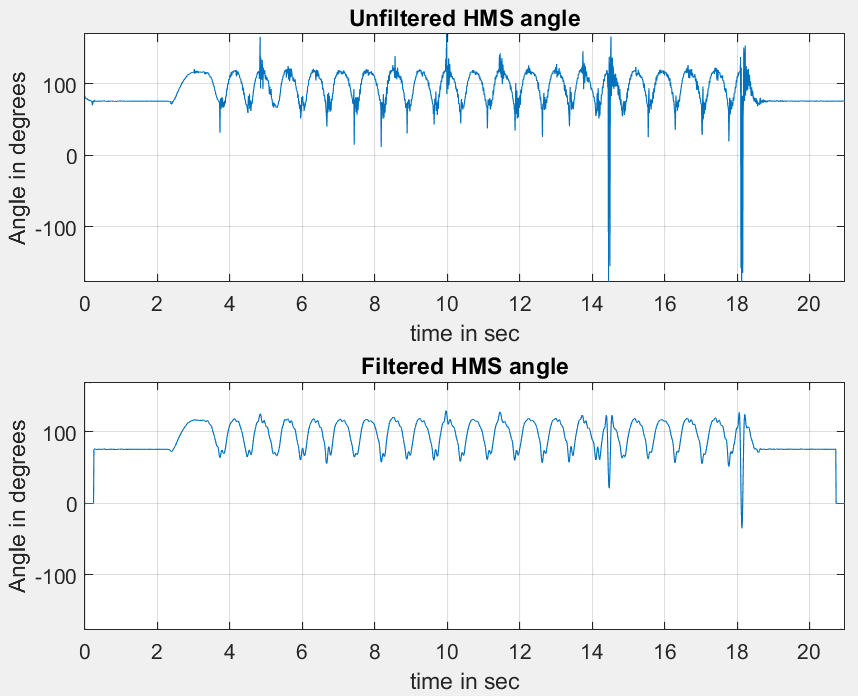 Unfiltered HMS angle
Angle in degrees
100
0
-100
0 2 4 6 8 10 12 14 16 18 20
time in sec
Filtered HMS angle
Angle in degrees
100
0
-100
0 2 4 6 8 10 12 14 16 18 20
time in sec